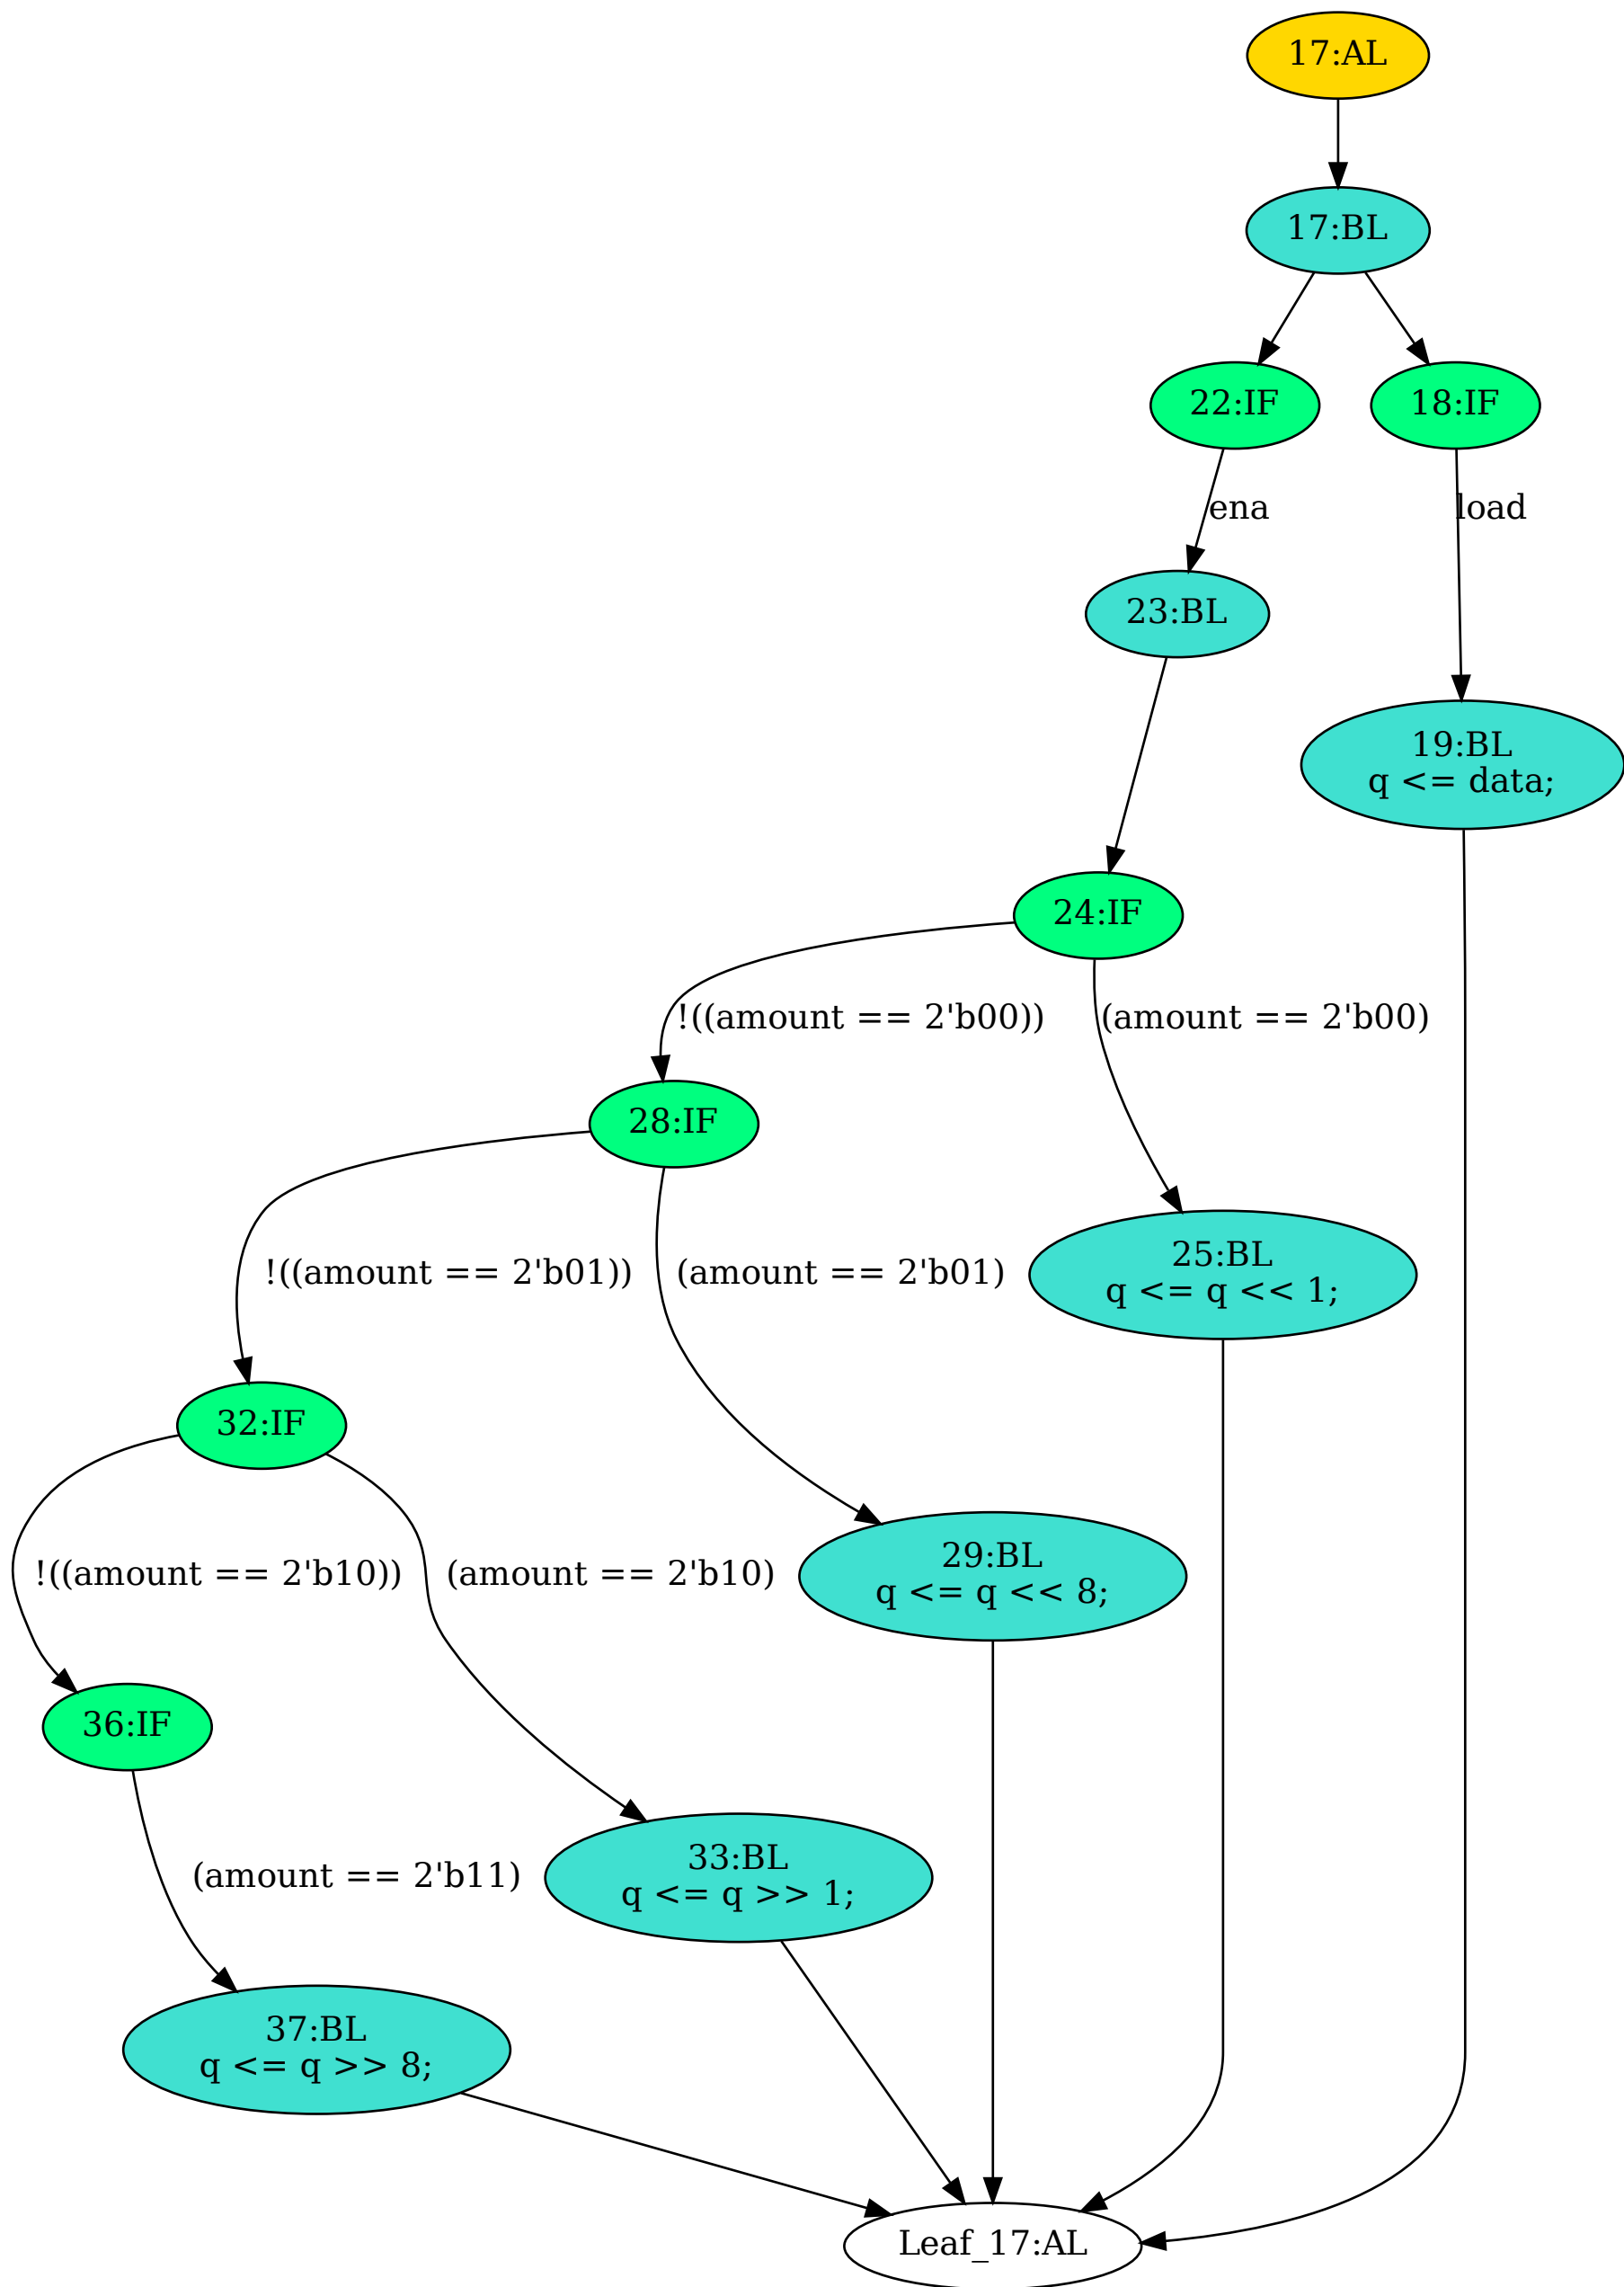 17:AL
17:BL
22:IF
18:IF
ena
load
23:BL
19:BL
q <= data;
24:IF
!((amount == 2'b00))
(amount == 2'b00)
28:IF
!((amount == 2'b01))
(amount == 2'b01)
25:BL
q <= q << 1;
32:IF
!((amount == 2'b10))
(amount == 2'b10)
29:BL
q <= q << 8;
36:IF
(amount == 2'b11)
33:BL
q <= q >> 1;
37:BL
q <= q >> 8;
Leaf_17:AL